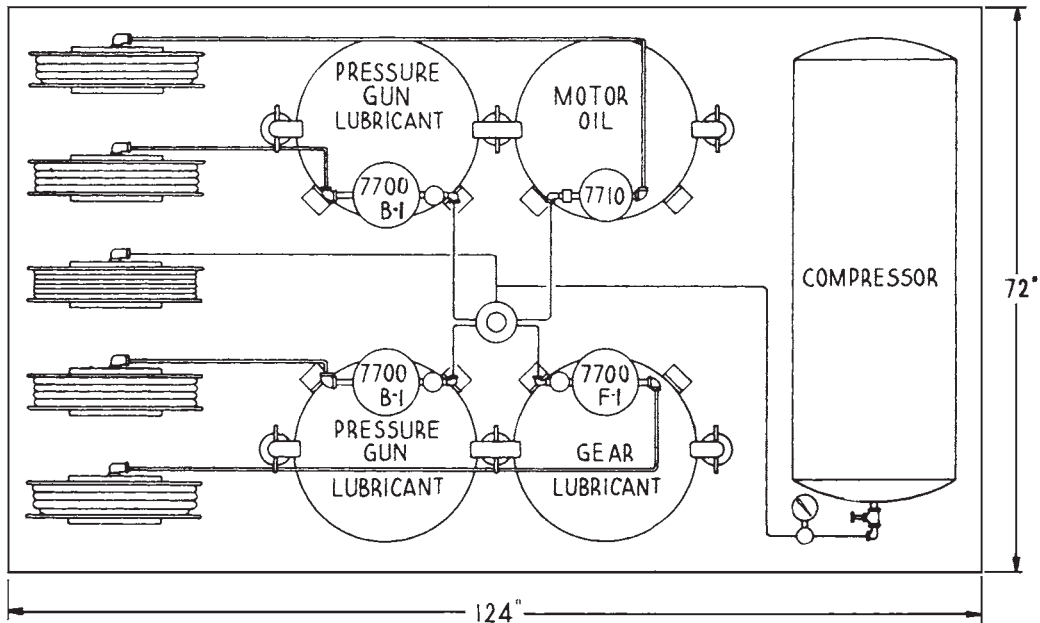 PRESSURE
GUN
LUBRICANT
7700
B-1
MOTOR
OIL
7710
COMPRESSOR
72"
7700
B-1
PRESSURE
GUN
LUBRICANT
7700
F-1
GEAR
LUBRICANT
124"